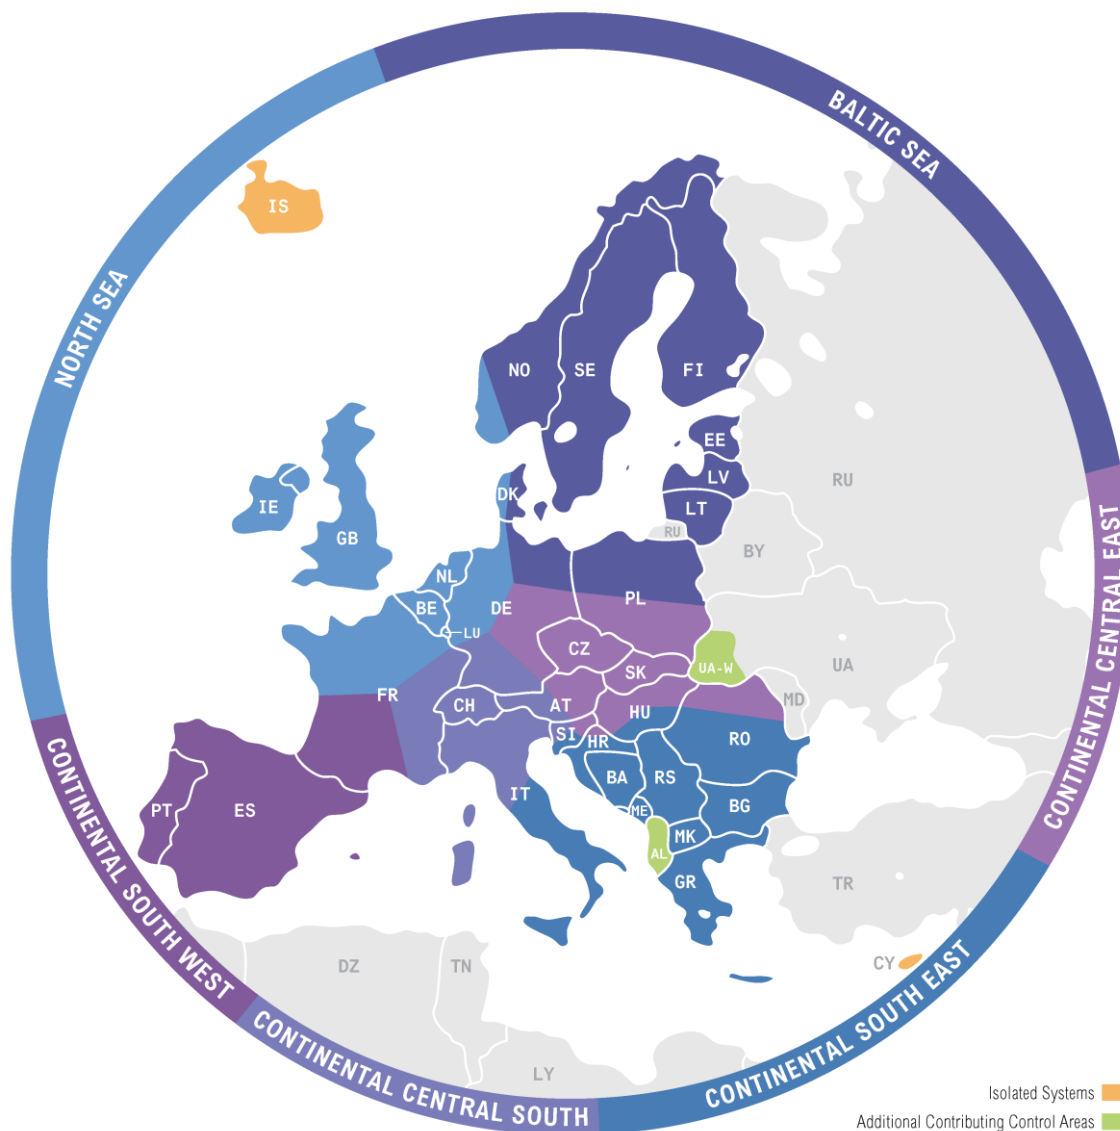 BALTIC SEA
NORTH SEA
CONTINENTAL CENTRAL EAST
CONTINENTAL SOUTH WEST
CONTINENTAL CENTRAL SOUTH
CONTINENTAL SOUTH EAST
IS
NO
SE
FI
EE
LV
LT
RU
RU
BY
DK
IE
GB
NL
BE
LU
DE
PL
CZ
SK
UA-W
UA
MD
FR
CH
AT
HU
SI
HR
RO
IT
BA
RS
ME
BG
MK
AL
GR
PT
ES
TR
CY
DZ
TN
LY
Isolated Systems
Additional Contributing Control Areas